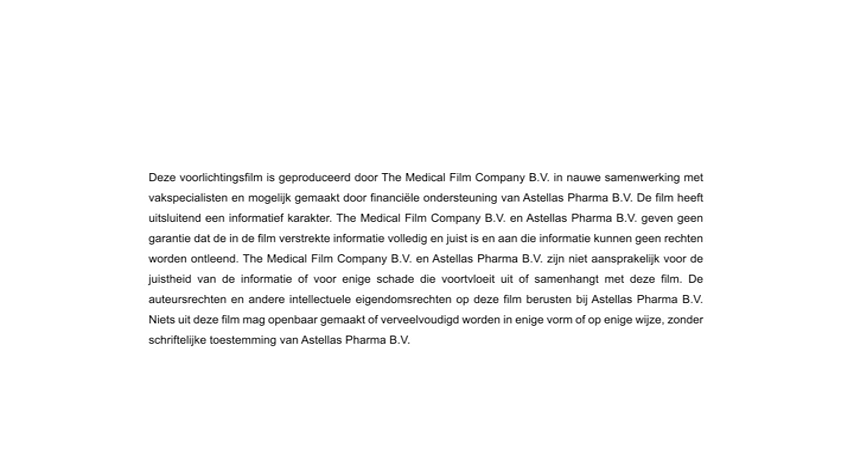 Deze voorlichtingsfilm is geproduceerd door The Medical Film Company B.V. in nauwe samenwerking met
vakspecialisten en mogelijk gemaakt door financiële ondersteuning van Astellas Pharma B.V. De film heeft
uitsluitend een informatief karakter. The Medical Film Company B.V. en Astellas Pharma B.V. geven geen
garantie dat de in de film verstrekte informatie volledig en juist is en aan die informatie kunnen geen rechten
worden ontleend. The Medical Film Company B.V. en Astellas Pharma B.V. zijn niet aansprakelijk voor de
juistheid van de informatie of voor enige schade die voortvloeit uit of samenhangt met deze film. De
auteursrechten en andere intellectuele eigendomsrechten op deze film berusten bij Astellas Pharma B.V.
Niets uit deze film mag openbaar gemaakt of verveelvoudigd worden in enige vorm of op enige wijze, zonder
schriftelijke toestemming van Astellas Pharma B.V.